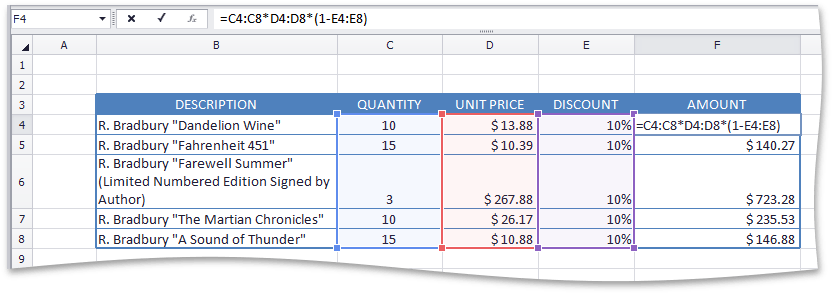 F4 =C4:C8*D4:D8*(1-E4:E8)
A B C D E F
1
2
3 DESCRIPTION QUANTITY UNIT PRICE DISCOUNT AMOUNT
4 R. Bradbury "Dandelion Wine" 10 $ 13.88 10% =C4:C8*D4:D8*(1-E4:E8)
5 R. Bradbury "Fahrenheit 451" 15 $ 10.39 10% $ 140.27
R. Bradbury "Farewell Summer"
(Limited Numbered Edition Signed by
6 Author) 3 $ 267.88 10% $ 723.28
7 R. Bradbury "The Martian Chronicles" 10 $ 26.17 10% $ 235.53
8 R. Bradbury "A Sound of Thunder" 15 $ 10.88 10% $ 146.88
9